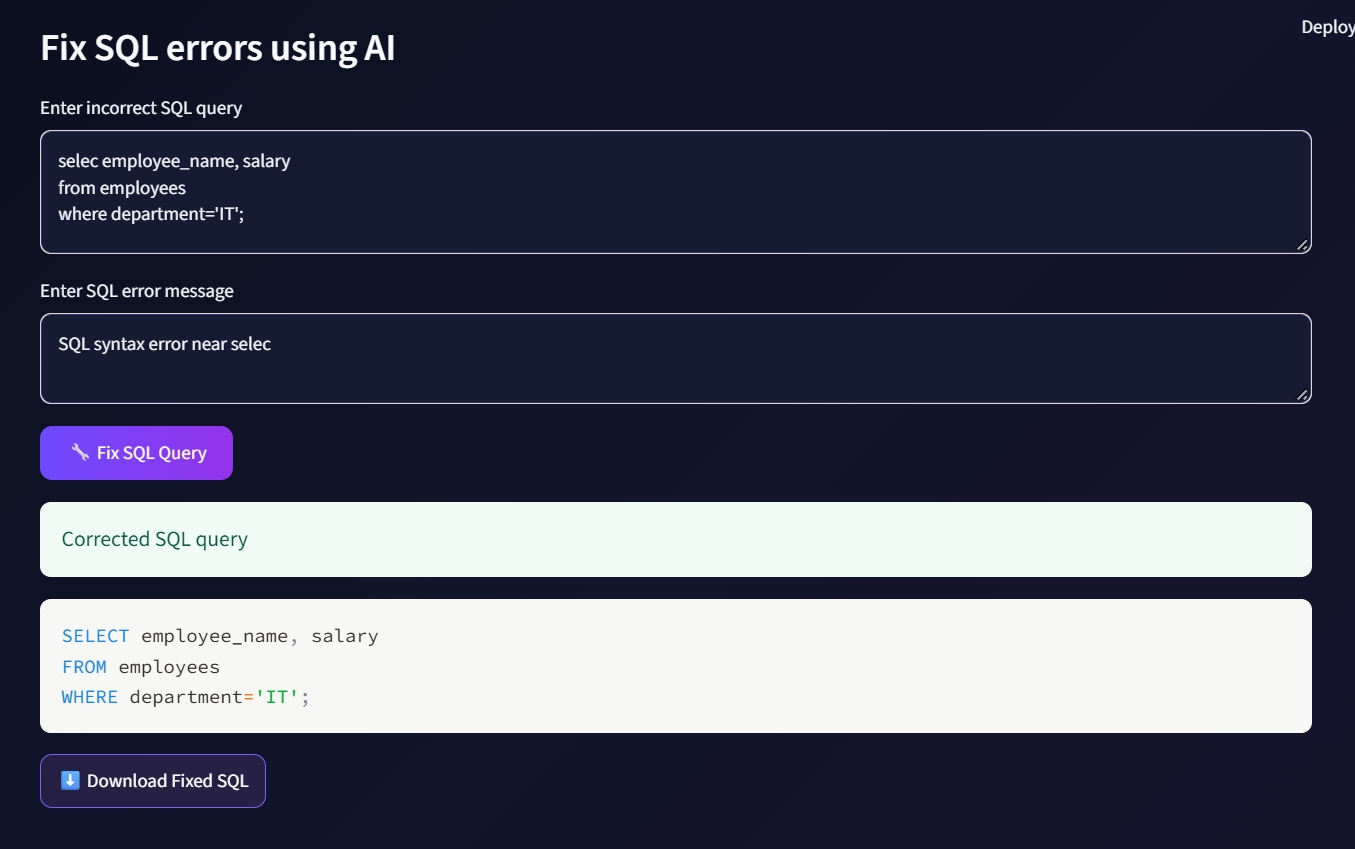 Deploy
Fix SQL errors using AI
Enter incorrect SQL query
selec employee_name, salary
from employees
where department='IT';
Enter SQL error message
SQL syntax error near selec
🔧 Fix SQL Query
Corrected SQL query
SELECT employee_name, salary
FROM employees
WHERE department='IT';
⬇️ Download Fixed SQL